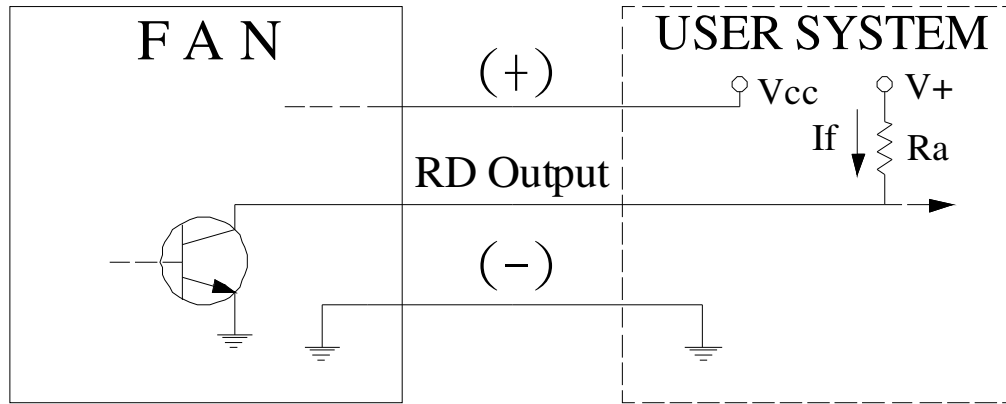 F A N
USER SYSTEM
(+)
Vcc
V+
If
Ra
RD Output
(-)